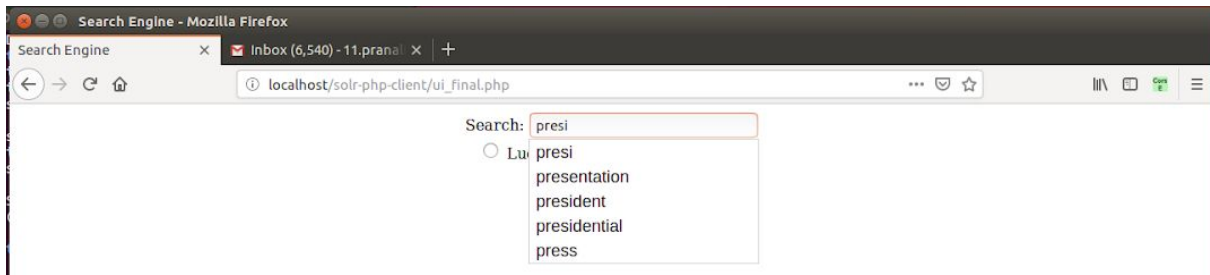 Search Engine - Mozilla Firefox
Search Engine × Inbox (6,540) - 11.pranal × +
localhost/solr-php-client/ui_final.php
Search: presi
presi
presentation
president
presidential
press